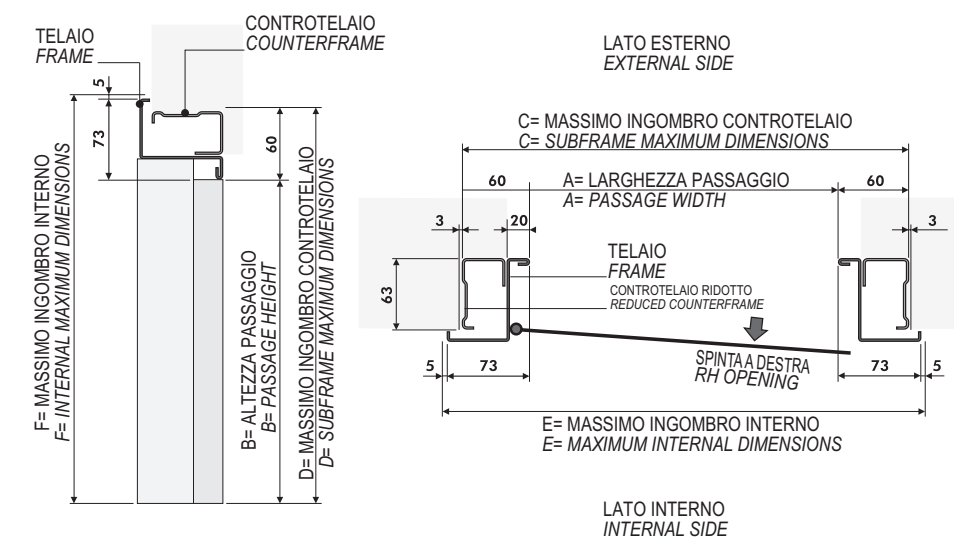 TELAIO
FRAME
CONTROTELAIO
COUNTERFRAME
5
73
60
F= MASSIMO INGOMBRO INTERNO
F= INTERNAL MAXIMUM DIMENSIONS
B= ALTEZZA PASSAGGIO
B= PASSAGE HEIGHT
D= MASSIMO INGOMBRO CONTROTELAIO
D= SUBFRAME MAXIMUM DIMENSIONS
LATO ESTERNO
EXTERNAL SIDE
C= MASSIMO INGOMBRO CONTROTELAIO
C= SUBFRAME MAXIMUM DIMENSIONS
60
A= LARGHEZZA PASSAGGIO
A= PASSAGE WIDTH
60
3
20
3
TELAIO
FRAME
CONTROTELAIO RIDOTTO
REDUCED COUNTERFRAME
63
SPINTA A DESTRA
RH OPENING
5
73
73
5
E= MASSIMO INGOMBRO INTERNO
E= MAXIMUM INTERNAL DIMENSIONS
LATO INTERNO
INTERNAL SIDE